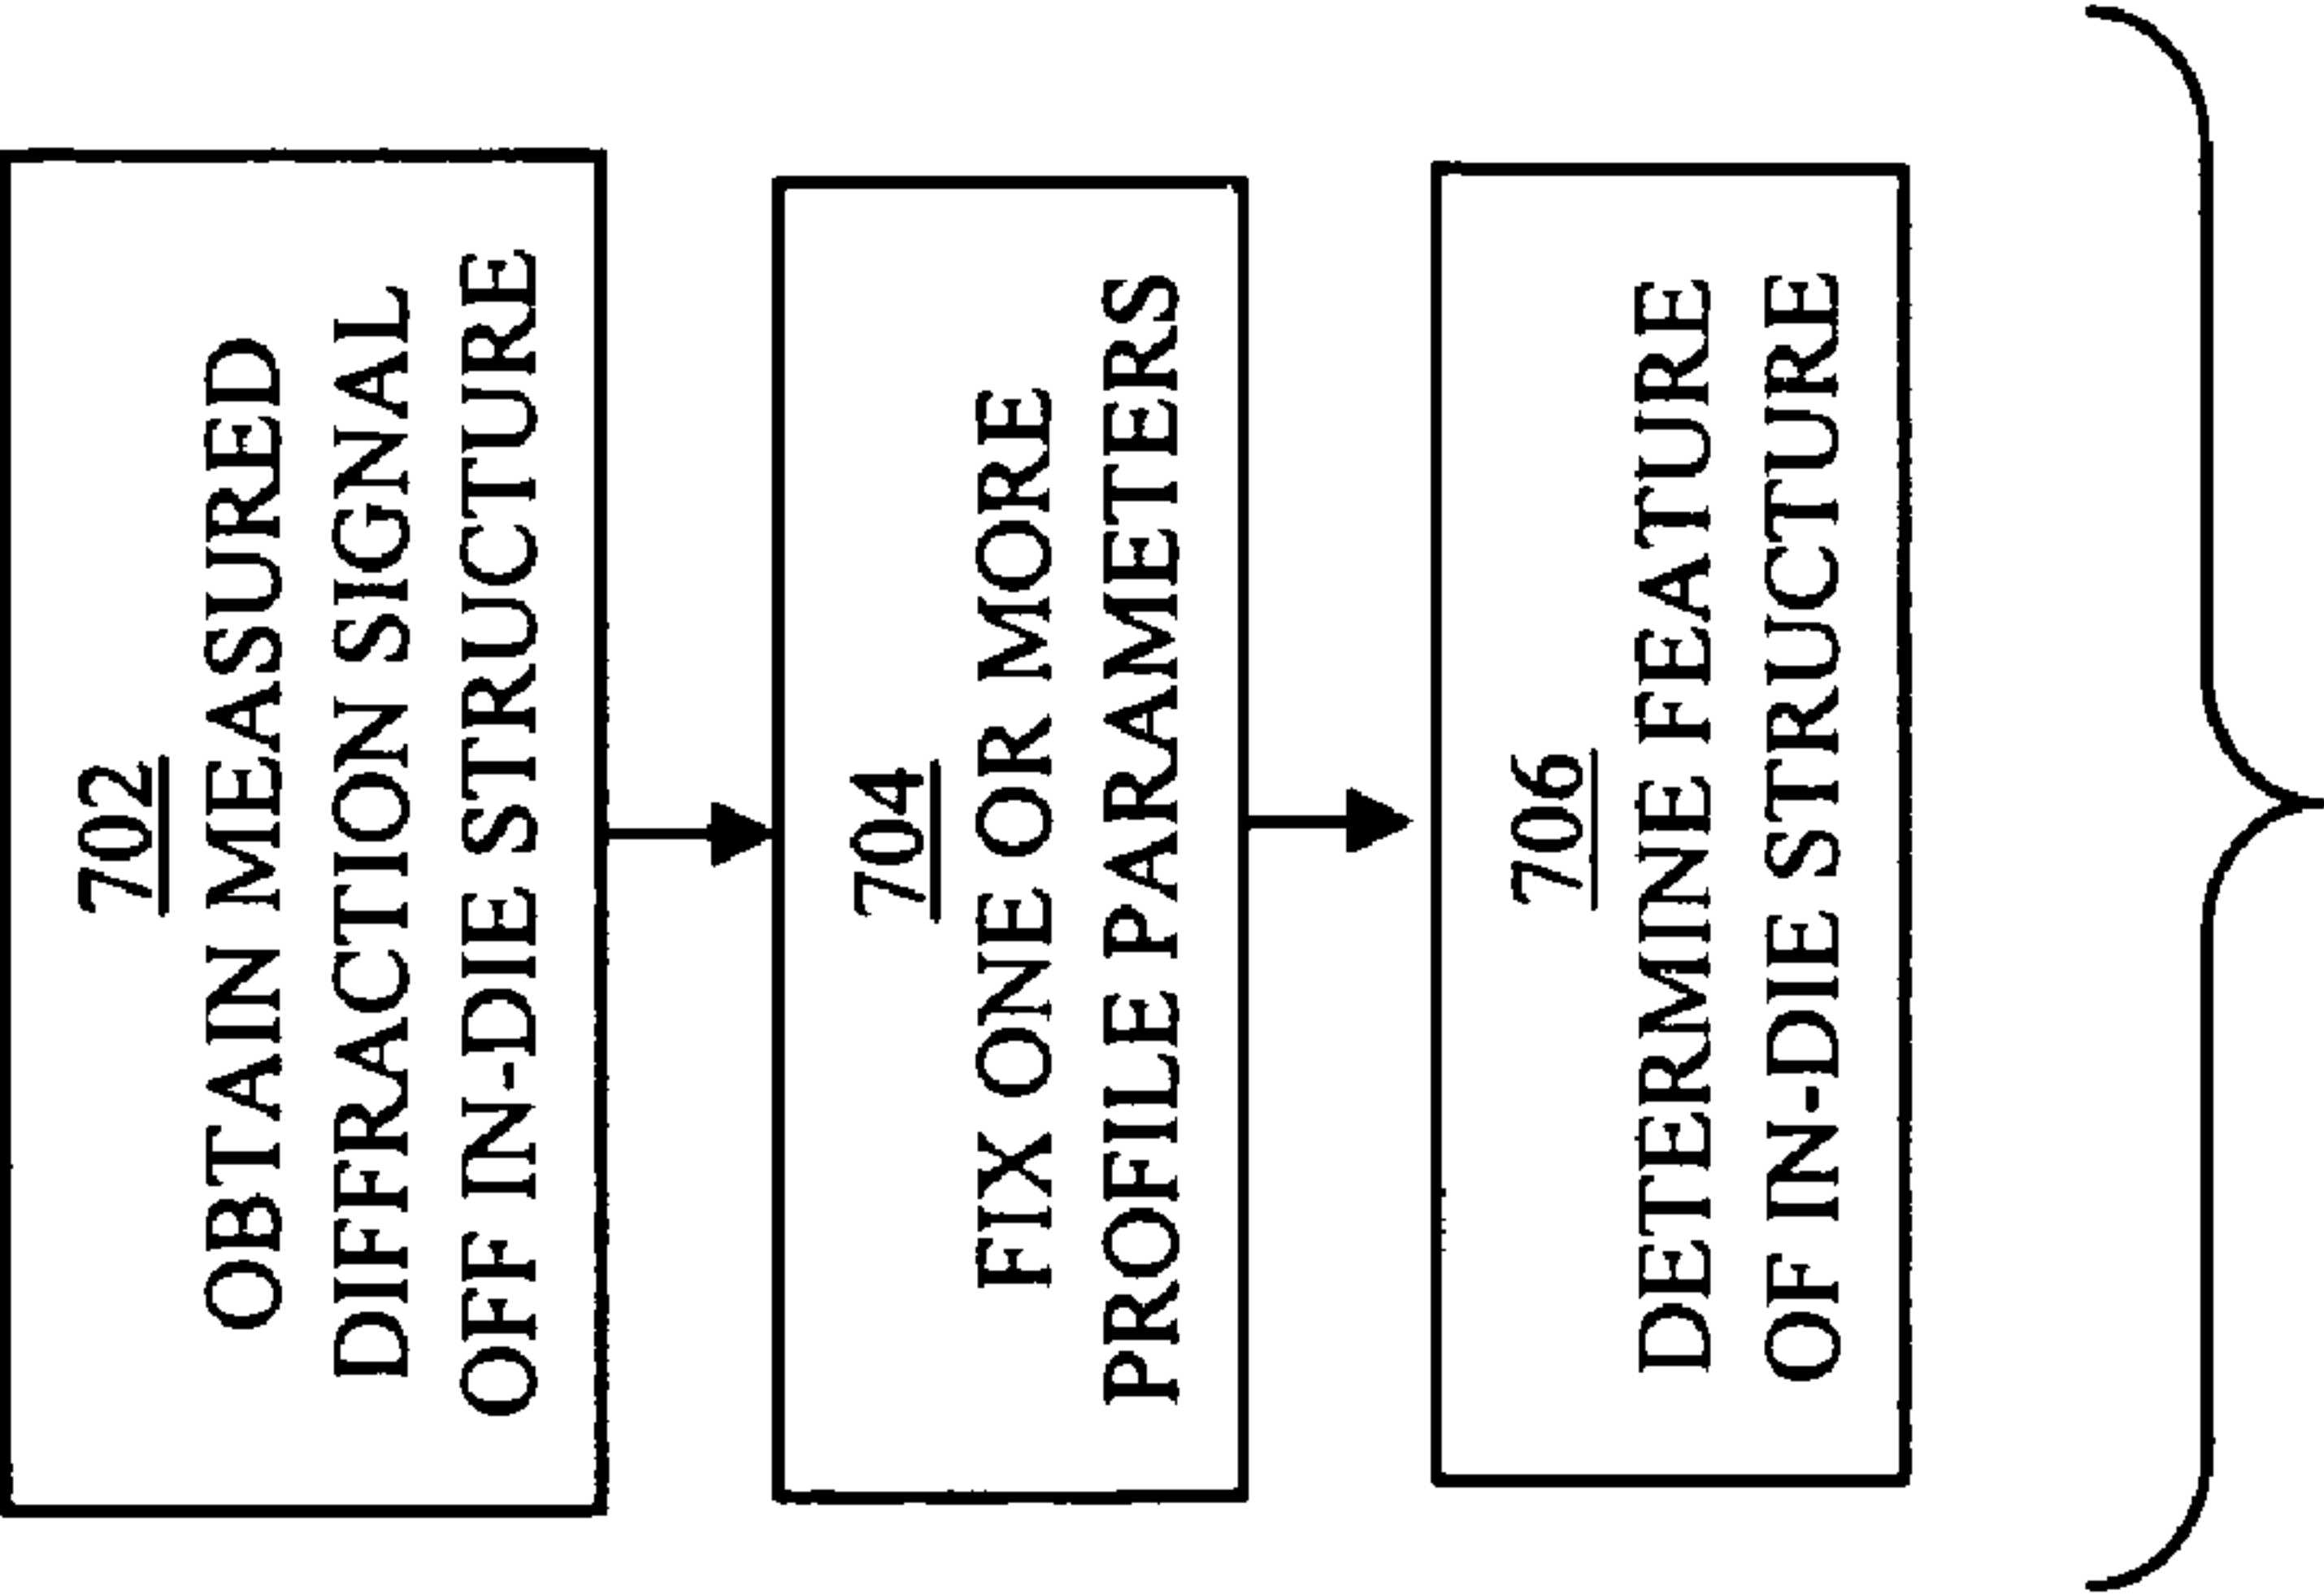 702
OBTAIN MEASURED
DIFFRACTION SIGNAL
OFF IN-DIE STRUCTURE
704
FIX ONE OR MORE
PROFILE PARAMETERS
706
DETERMINE FEATURE
OF IN-DIE STRUCTURE